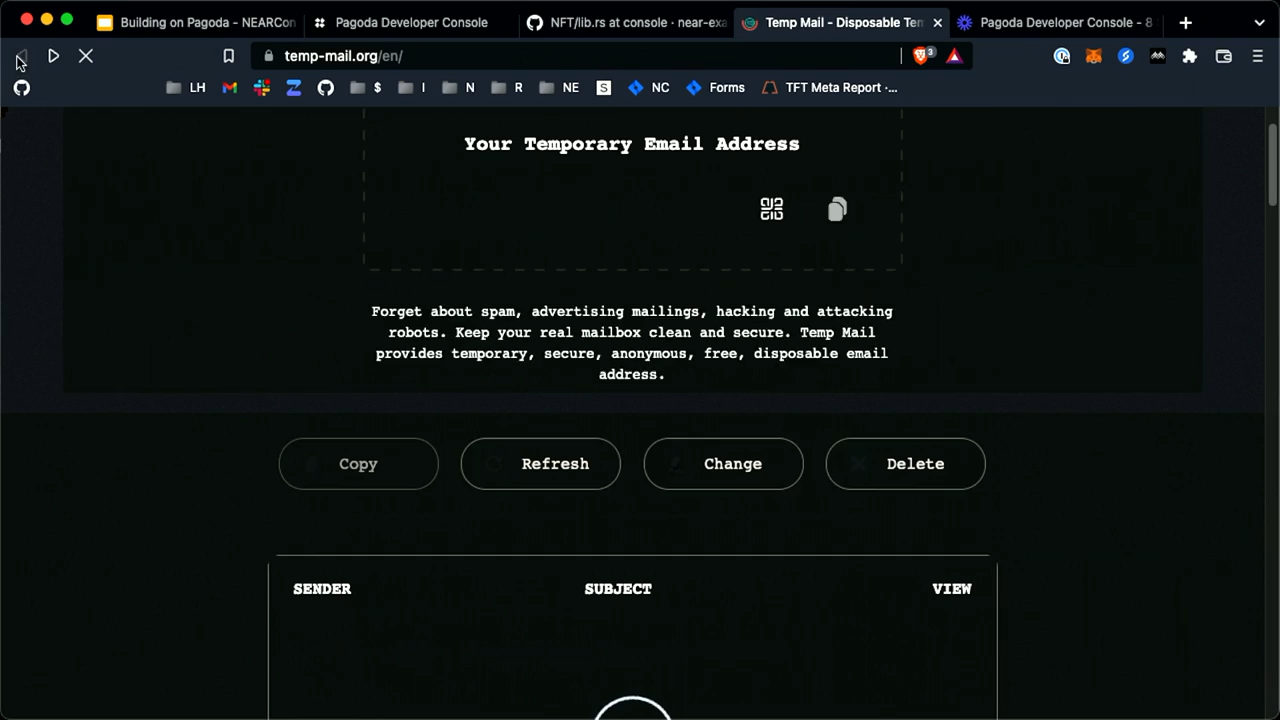 Building on Pagoda - NEARCon
Pagoda Developer Console
NFT/lib.rs at console · near-exa
Temp Mail - Disposable Ten
Pagoda Developer Console - 8
temp-mail.org/en/
3
LH
$
I
N
R
NE
S
NC
Forms
TFT Meta Report -...
Your Temporary Email Address
Forget about spam, advertising mailings, hacking and attacking
robots. Keep your real mailbox clean and secure. Temp Mail
provides temporary, secure, anonymous, free, disposable email
address.
Copy
Refresh
Change
Delete
SENDER
SUBJECT
VIEW